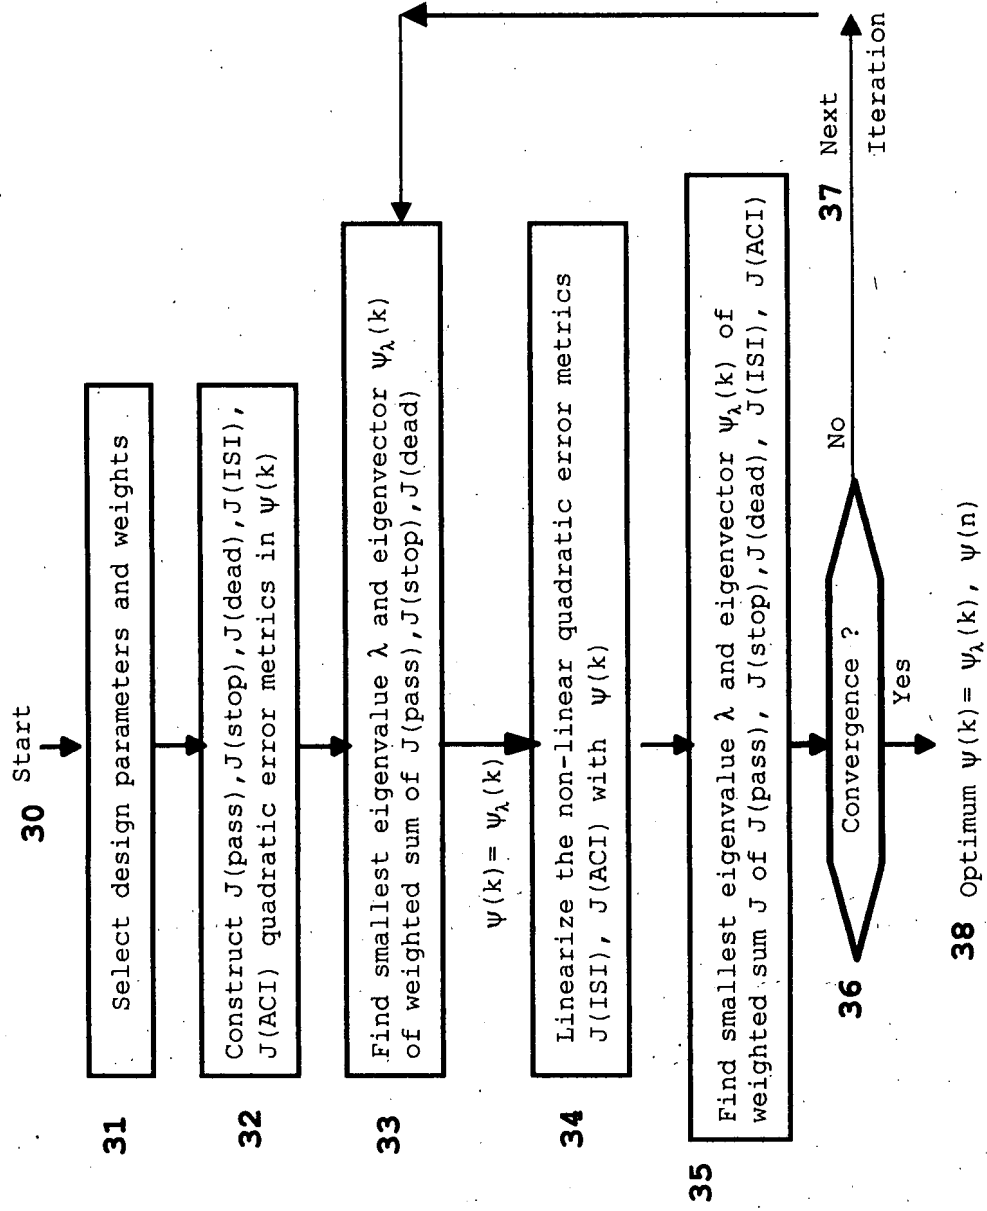 30 Start
31 Select design parameters and weights
32 Construct J(pass),J(stop),J(dead),J(ISI),
J(ACI) quadratic error metrics in ψ(k)
33 Find smallest eigenvalue λ and eigenvector ψλ(k)
of weighted sum of J(pass),J(stop),J(dead)
ψ(k)= ψλ(k)
34 Linearize the non-linear quadratic error metrics
J(ISI), J(ACI) with ψ(k)
35 Find smallest eigenvalue λ and eigenvector ψλ(k) of
weighted sum J of J(pass), J(stop),J(dead), J(ISI), J(ACI)
36 Convergence ?
No
37 Next
Iteration
Yes
38 Optimum ψ(k)= ψλ(k), ψ(n)